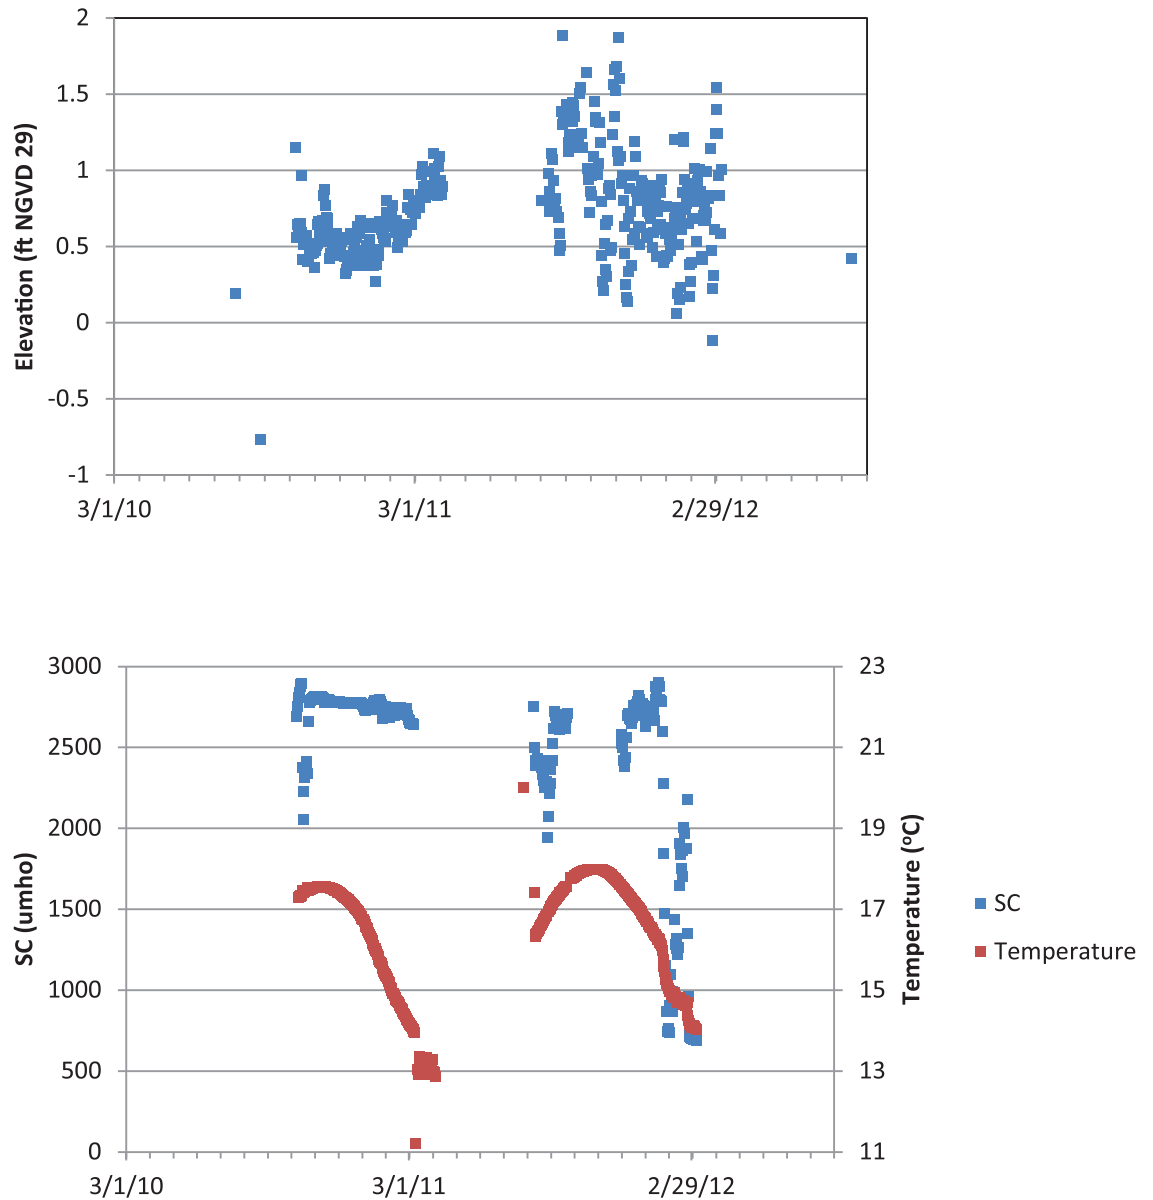 2
1.5
1
0.5
0
-0.5
-1
Elevation (ft NGVD 29)
3/1/10 3/1/11 2/29/12
3000 23
2500 21
2000 19
1500 17
1000 15
500 13
0 11
SC (umho)
Temperature (°C)
SC
Temperature
3/1/10 3/1/11 2/29/12